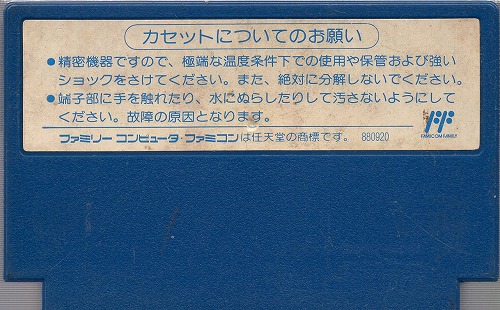 カセットについてのお願い
●精密機器ですので、極端な温度条件下での使用や保管および強い
ショックをさけてください。また、絶対に分解しないでください。
●端子部に手を触れたり、水にぬらしたりして汚さないようにして
ください。故障の原因となります。
ファミリーコンピュータ・ファミコンは任天堂の商標です。 880920
FAMICOM FAMILY